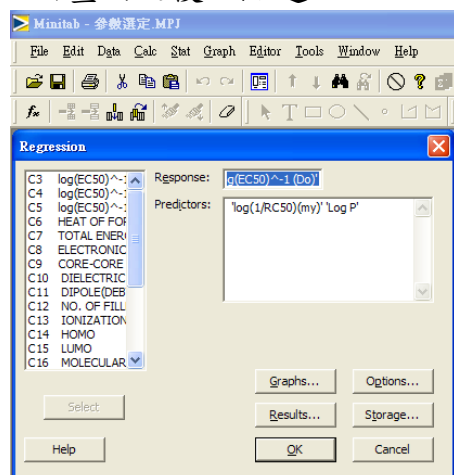 Minitab - 參數選定.MPJ
File Edit Data Calc Stat Graph Editor Tools Window Help
Regression
C3 log(EC50)^-:
C4 log(EC50)^-:
C5 log(EC50)^-:
C6 HEAT OF FOR
C7 TOTAL ENER
C8 ELECTRONIC
C9 CORE-CORE
C10 DIELECTRIC
C11 DIPOLE(DEB
C12 NO. OF FILL
C13 IONIZATION
C14 HOMO
C15 LUMO
C16 MOLECULAR
Response: g(EC50)^-1 (Do)'
Predictors: 'log(1/RC50)(my)' 'Log P'
Graphs... Options...
Select
Results... Storage...
Help OK Cancel